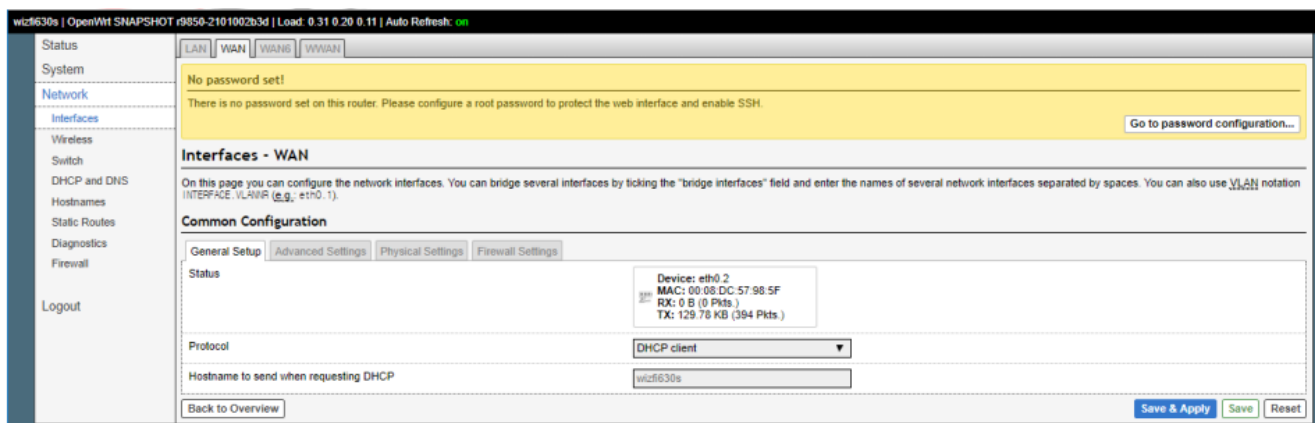 wizfi630s | OpenWrt SNAPSHOT r9850-2101002b3d | Load: 0.31 0.20 0.11 | Auto Refresh: on
Status
System
Network
Interfaces
Wireless
Switch
DHCP and DNS
Hostnames
Static Routes
Diagnostics
Firewall
Logout
LAN WAN WAN6 WWAN
No password set!
There is no password set on this router. Please configure a root password to protect the web interface and enable SSH.
Go to password configuration...
Interfaces - WAN
On this page you can configure the network interfaces. You can bridge several interfaces by ticking the "bridge interfaces" field and enter the names of several network interfaces separated by spaces. You can also use VLAN notation
INTERFACE.VLANNR (e.g.: eth0.1).
Common Configuration
General Setup Advanced Settings Physical Settings Firewall Settings
Status
Device: eth0.2
MAC: 00:08:DC:57:98:5F
RX: 0 B (0 Pkts.)
TX: 129.78 KB (394 Pkts.)
Protocol DHCP client
Hostname to send when requesting DHCP wizfi630s
Back to Overview Save & Apply Save Reset